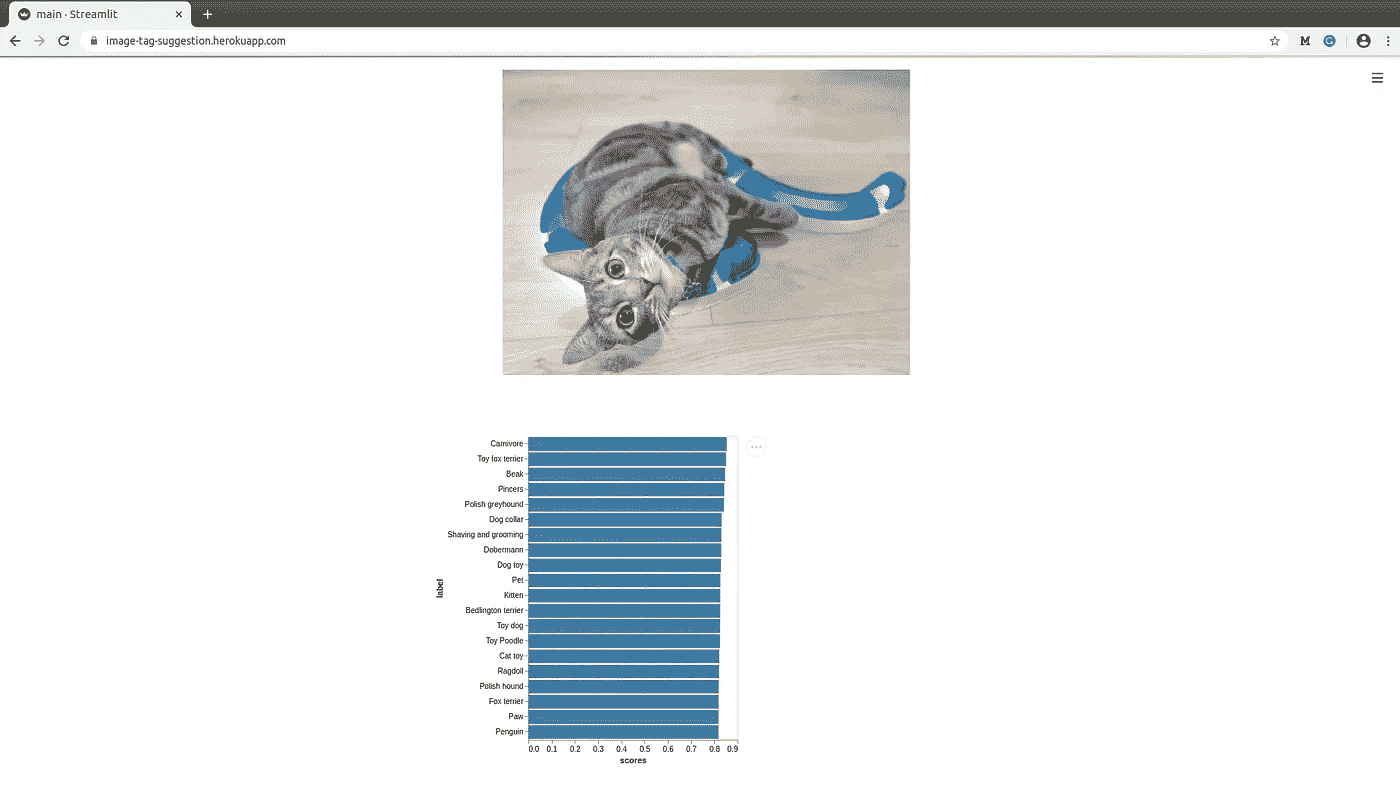 main · Streamlit
image-tag-suggestion.herokuapp.com
Carnivore
Toy fox terrier
Beak
Pincers
Polish greyhound
Dog collar
Shaving and grooming
Dobermann
Dog toy
Pet
Kitten
Bedlington terrier
Toy dog
Toy Poodle
Cat toy
Ragdoll
Polish hound
Fox terrier
Paw
Penguin
label
0.0 0.1 0.2 0.3 0.4 0.5 0.6 0.7 0.8 0.9
scores